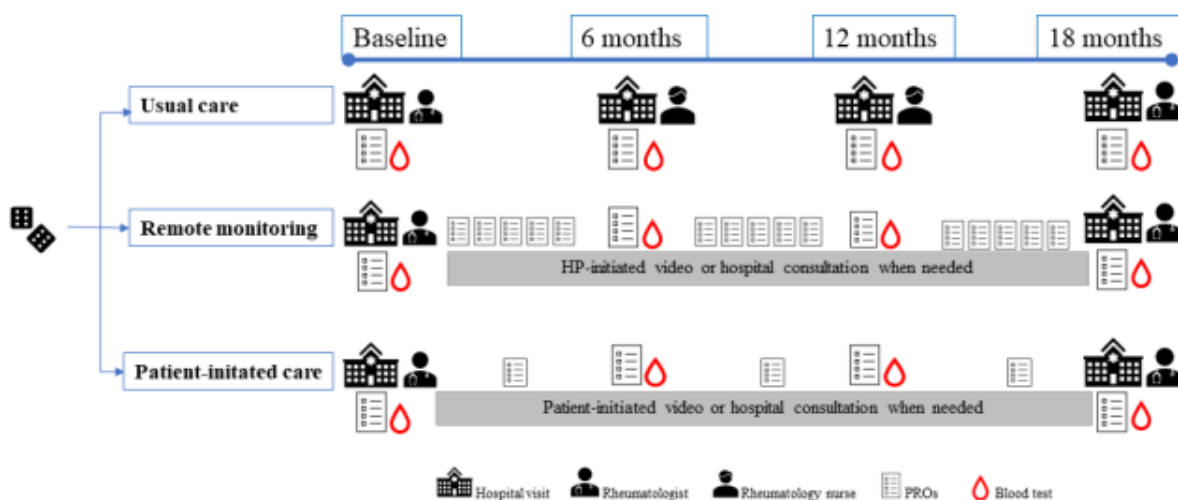 Baseline
6 months
12 months
18 months
Usual care
Remote monitoring
HP-initiated video or hospital consultation when needed
Patient-initated care
Patient-initiated video or hospital consultation when needed
Hospital visit
Rheumatologist
Rheumatology nurse
PROs
Blood test